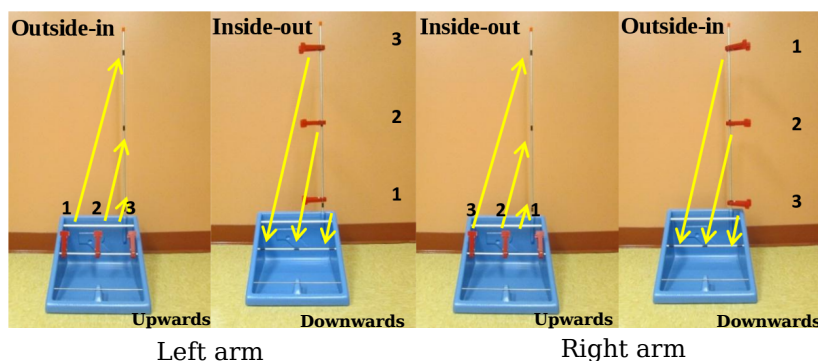 Outside-in
1 2 3
Upwards
Inside-out
3
2
1
Downwards
Inside-out
3 2 1
Upwards
Outside-in
1
2
3
Downwards
Left arm
Right arm